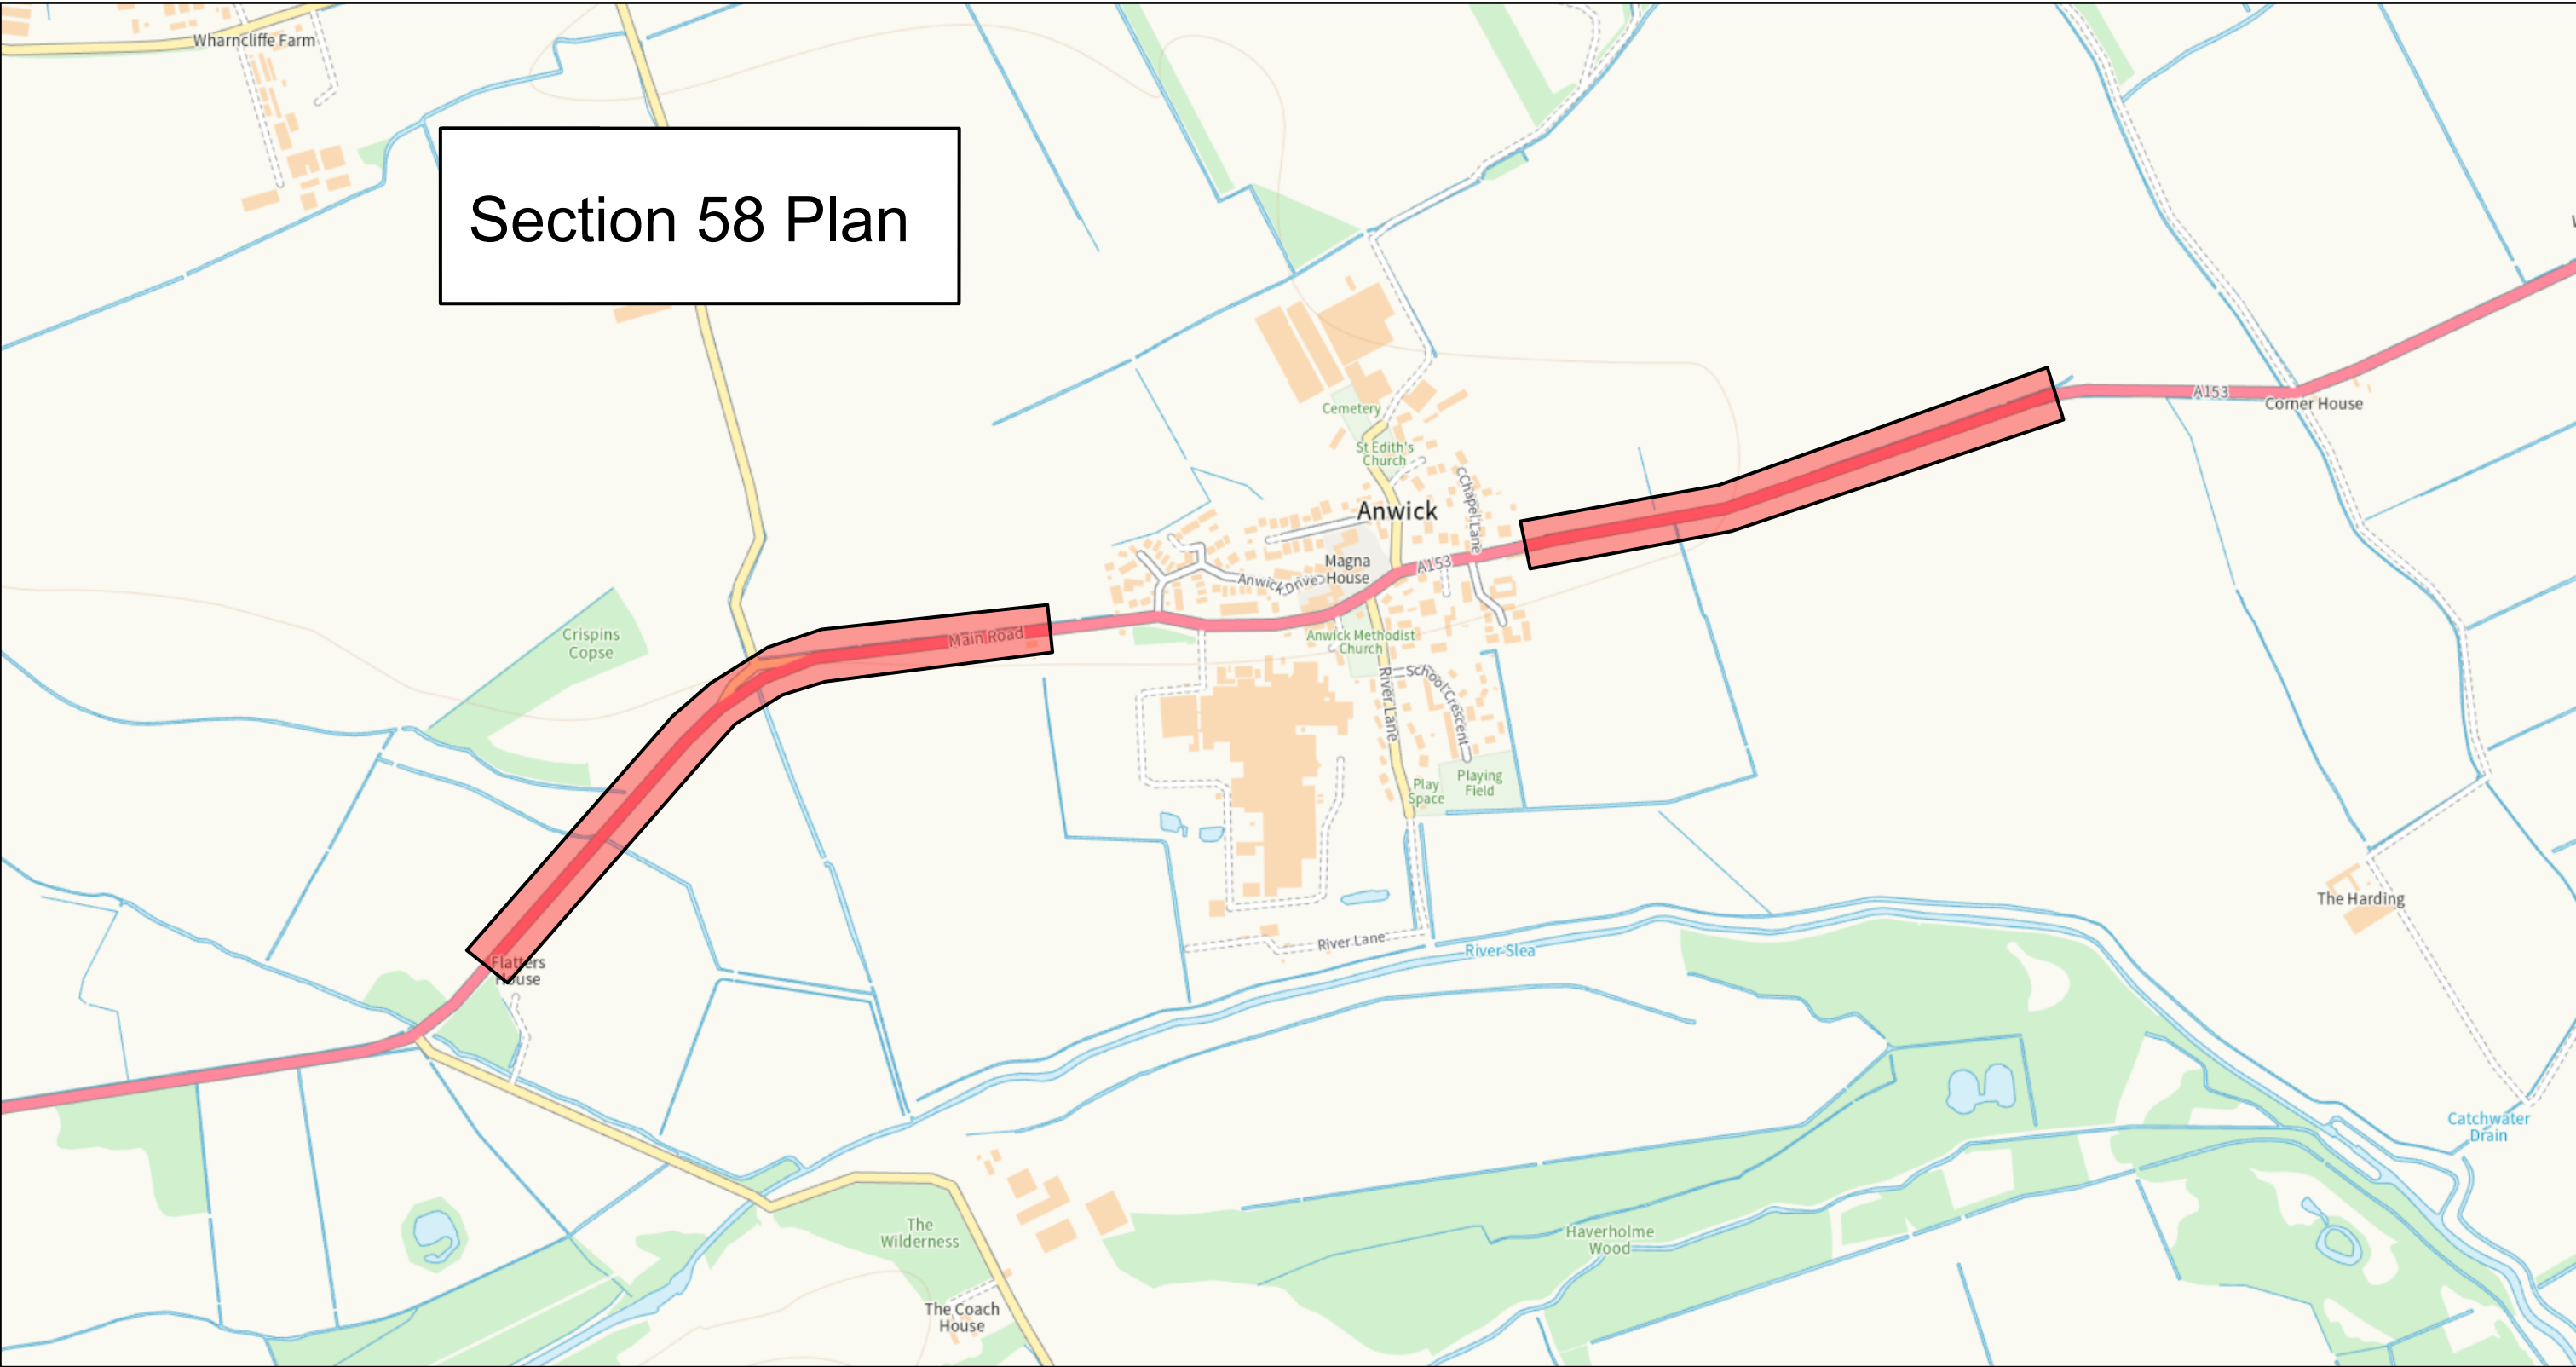 Wharncliffe Farm
Section 58 Plan
A153
Corner House
Cemetery
St Edith's
Church
Chapel Lane
Anwick
Magna
House
Anwick Drive
A153
Main Road
Crispins
Copse
Anwick Methodist
Church
School Crescent
River Lane
Play
Space
Playing
Field
The Harding
River Lane
River Slea
Flatters
House
Catchwater
Drain
The
Wilderness
Haverholme
Wood
The Coach
House